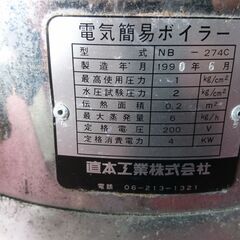 電気簡易ボイラー
型式 NB-274C
製造年月 1990年6月
最高使用圧力 1 kg/cm²
水圧試験圧力 2 kg/cm²
伝熱面積 0.2 m²
最大蒸発量 6 kg/h
定格電圧 200 V
定格消費電力 4 KW
直本工業株式会社
電話 06-213-1321